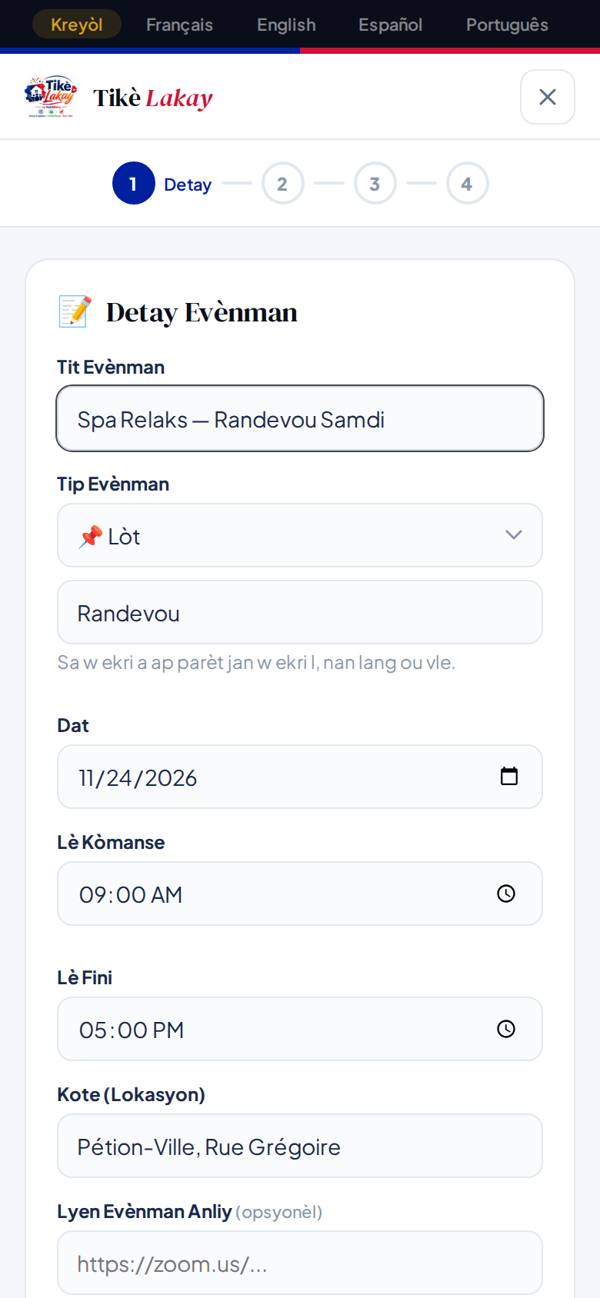 Kreyòl Français English Español Português
Tikè Lakay
Tikè Lakay
1 Detay 2 3 4
Detay Evènman
Tit Evènman
Spa Relaks — Randevou Samdi
Tip Evènman
Lòt
Randevou
Sa w ekri a ap parèt jan w ekri l, nan lang ou vle.
Dat
11/24/2026
Lè Kòmanse
09:00 AM
Lè Fini
05:00 PM
Kote (Lokasyon)
Pétion-Ville, Rue Grégoire
Lyen Evènman Anliy (opsyonèl)
https://zoom.us/...